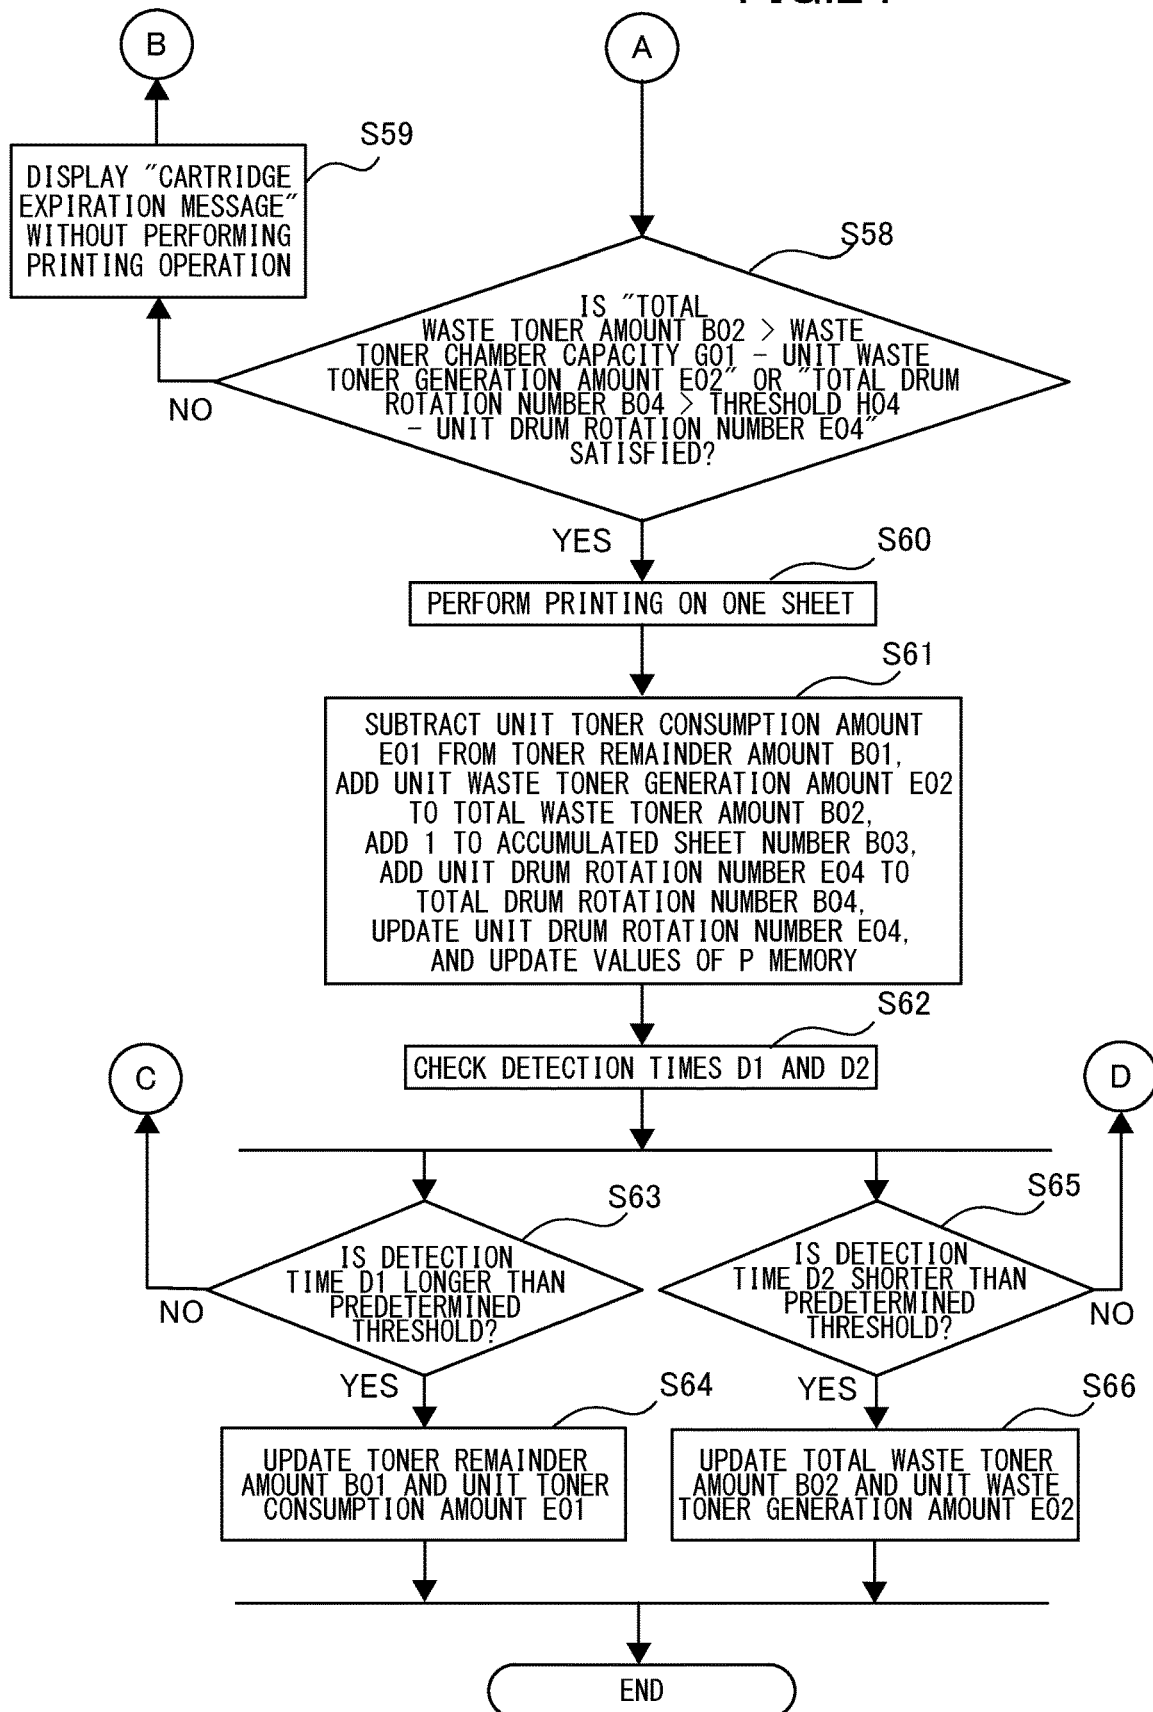 B
A
S59
DISPLAY "CARTRIDGE
EXPIRATION MESSAGE"
WITHOUT PERFORMING
PRINTING OPERATION
S58
IS "TOTAL
WASTE TONER AMOUNT B02 > WASTE
TONER CHAMBER CAPACITY G01 - UNIT WASTE
TONER GENERATION AMOUNT E02" OR "TOTAL DRUM
ROTATION NUMBER B04 > THRESHOLD H04
- UNIT DRUM ROTATION NUMBER E04"
SATISFIED?
NO
YES
S60
PERFORM PRINTING ON ONE SHEET
S61
SUBTRACT UNIT TONER CONSUMPTION AMOUNT
E01 FROM TONER REMAINDER AMOUNT B01,
ADD UNIT WASTE TONER GENERATION AMOUNT E02
TO TOTAL WASTE TONER AMOUNT B02,
ADD 1 TO ACCUMULATED SHEET NUMBER B03,
ADD UNIT DRUM ROTATION NUMBER E04 TO
TOTAL DRUM ROTATION NUMBER B04,
UPDATE UNIT DRUM ROTATION NUMBER E04,
AND UPDATE VALUES OF P MEMORY
S62
CHECK DETECTION TIMES D1 AND D2
C
D
S63
IS DETECTION
TIME D1 LONGER THAN
PREDETERMINED
THRESHOLD?
NO
YES
S65
IS DETECTION
TIME D2 SHORTER THAN
PREDETERMINED
THRESHOLD?
NO
YES
S64
UPDATE TONER REMAINDER
AMOUNT B01 AND UNIT TONER
CONSUMPTION AMOUNT E01
S66
UPDATE TOTAL WASTE TONER
AMOUNT B02 AND UNIT WASTE
TONER GENERATION AMOUNT E02
END